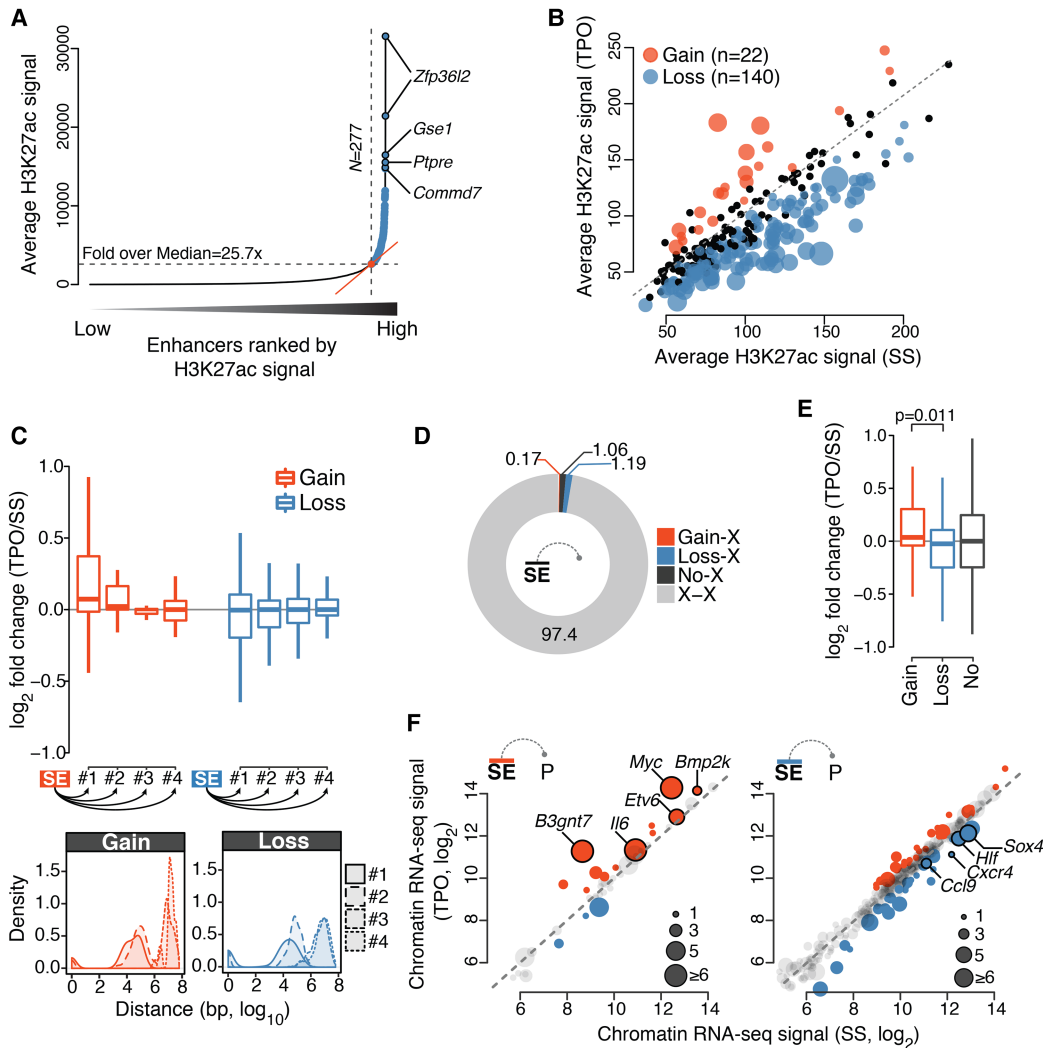 A
Average H3K27ac signal
30000
20000
10000
0
Zfp36l2
Gse1
Ptpre
Commd7
N=277
Fold over Median=25.7x
Low
High
Enhancers ranked by
H3K27ac signal
B
Average H3K27ac signal (TPO)
250
200
150
100
50
Gain (n=22)
Loss (n=140)
50 100 150 200
Average H3K27ac signal (SS)
C
log2 fold change (TPO/SS)
1.0
0.5
0.0
−0.5
−1.0
Gain
Loss
SE #1 #2 #3 #4
SE #1 #2 #3 #4
Gain
Loss
Density
1.5
1.0
0.5
0.0
1.5
1.0
0.5
0.0
0 2 4 6 8
0 2 4 6 8
Distance (bp, log10)
#1
#2
#3
#4
D
0.17
1.06
1.19
97.4
SE
Gain-X
Loss-X
No-X
X−X
E
p=0.011
log2 fold change (TPO/SS)
1.0
0.5
0.0
−0.5
−1.0
Gain
Loss
No
F
SE P
Chromatin RNA-seq signal
(TPO, log2)
14
12
10
8
6
Myc
Bmp2k
Etv6
B3gnt7
Il6
1
3
5
≥6
6 8 10 12 14
SE P
14
12
10
8
6
Sox4
Hlf
Cxcr4
Ccl9
1
3
5
≥6
6 8 10 12 14
Chromatin RNA-seq signal (SS, log2)